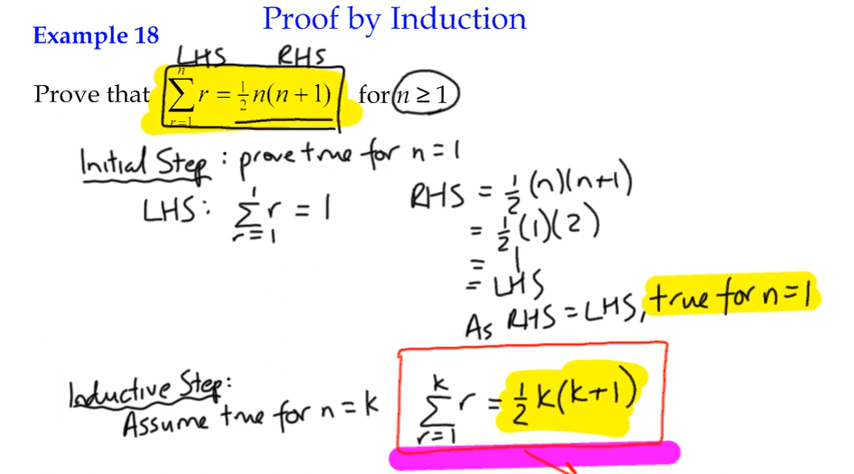 Proof by Induction
Example 18
LHS RHS
Prove that ∑_{r=1}^{n} r = ½n(n + 1) for n ≥ 1
Initial Step: prove true for n=1
LHS: ∑_{r=1}^{1} r = 1
RHS = ½(n)(n+1)
= ½(1)(2)
= 1
= LHS
As RHS = LHS, true for n=1
Inductive Step:
Assume true for n=k
∑_{r=1}^{k} r = ½k(k+1)